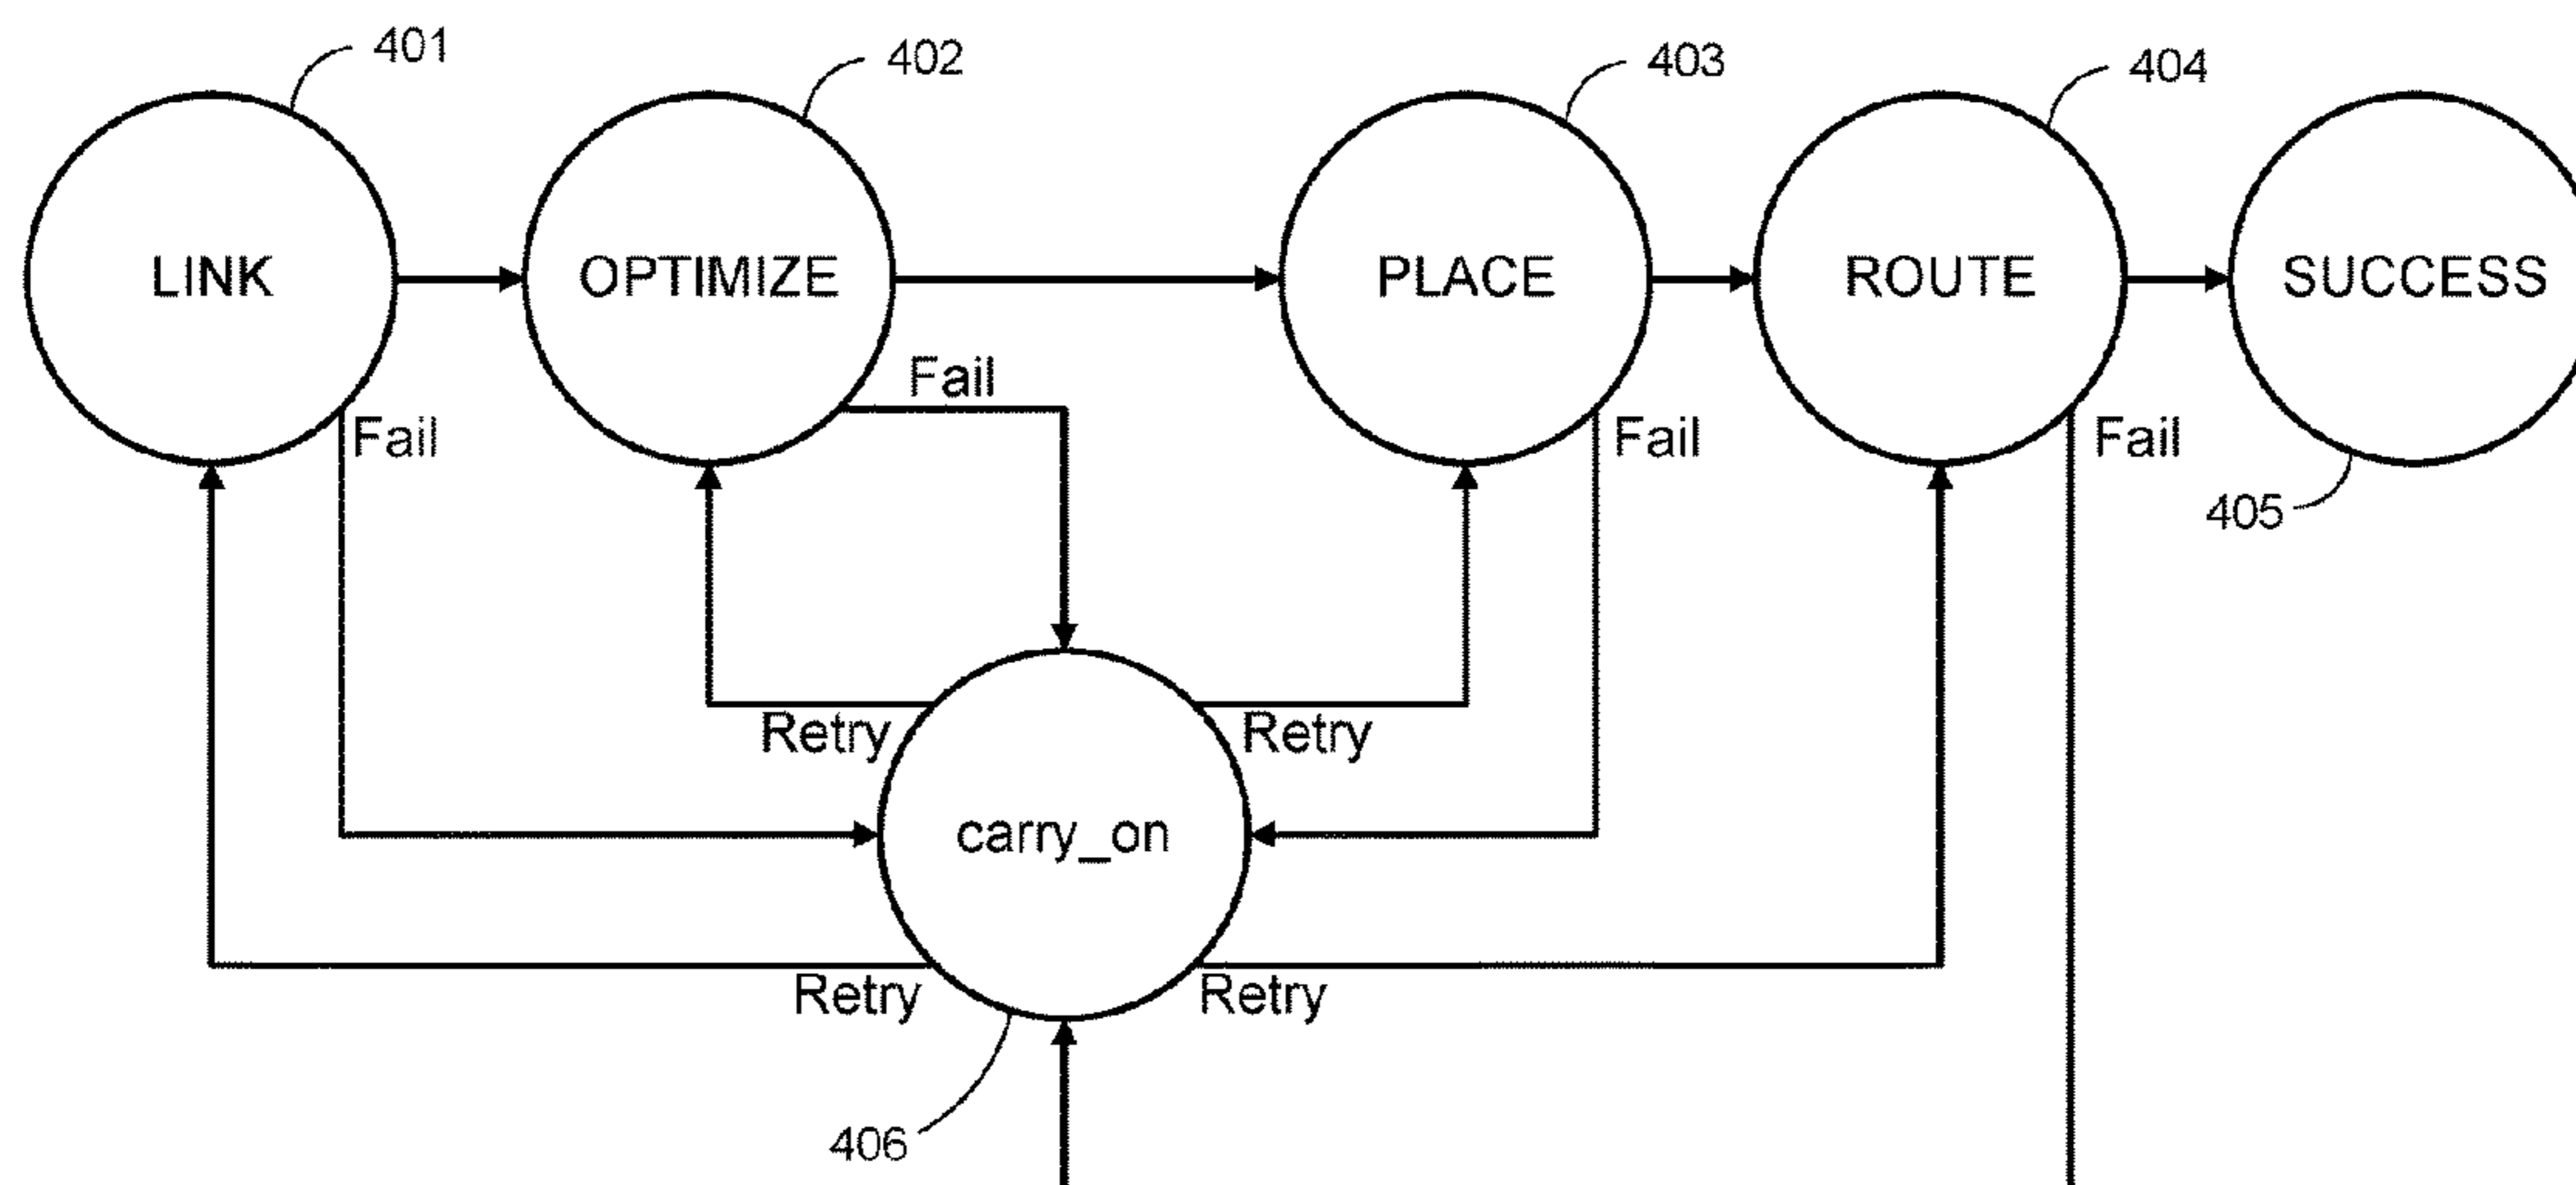 401
402
403
404
LINK
OPTIMIZE
PLACE
ROUTE
SUCCESS
Fail
Fail
Fail
Fail
405
Retry
Retry
carry_on
Retry
Retry
406